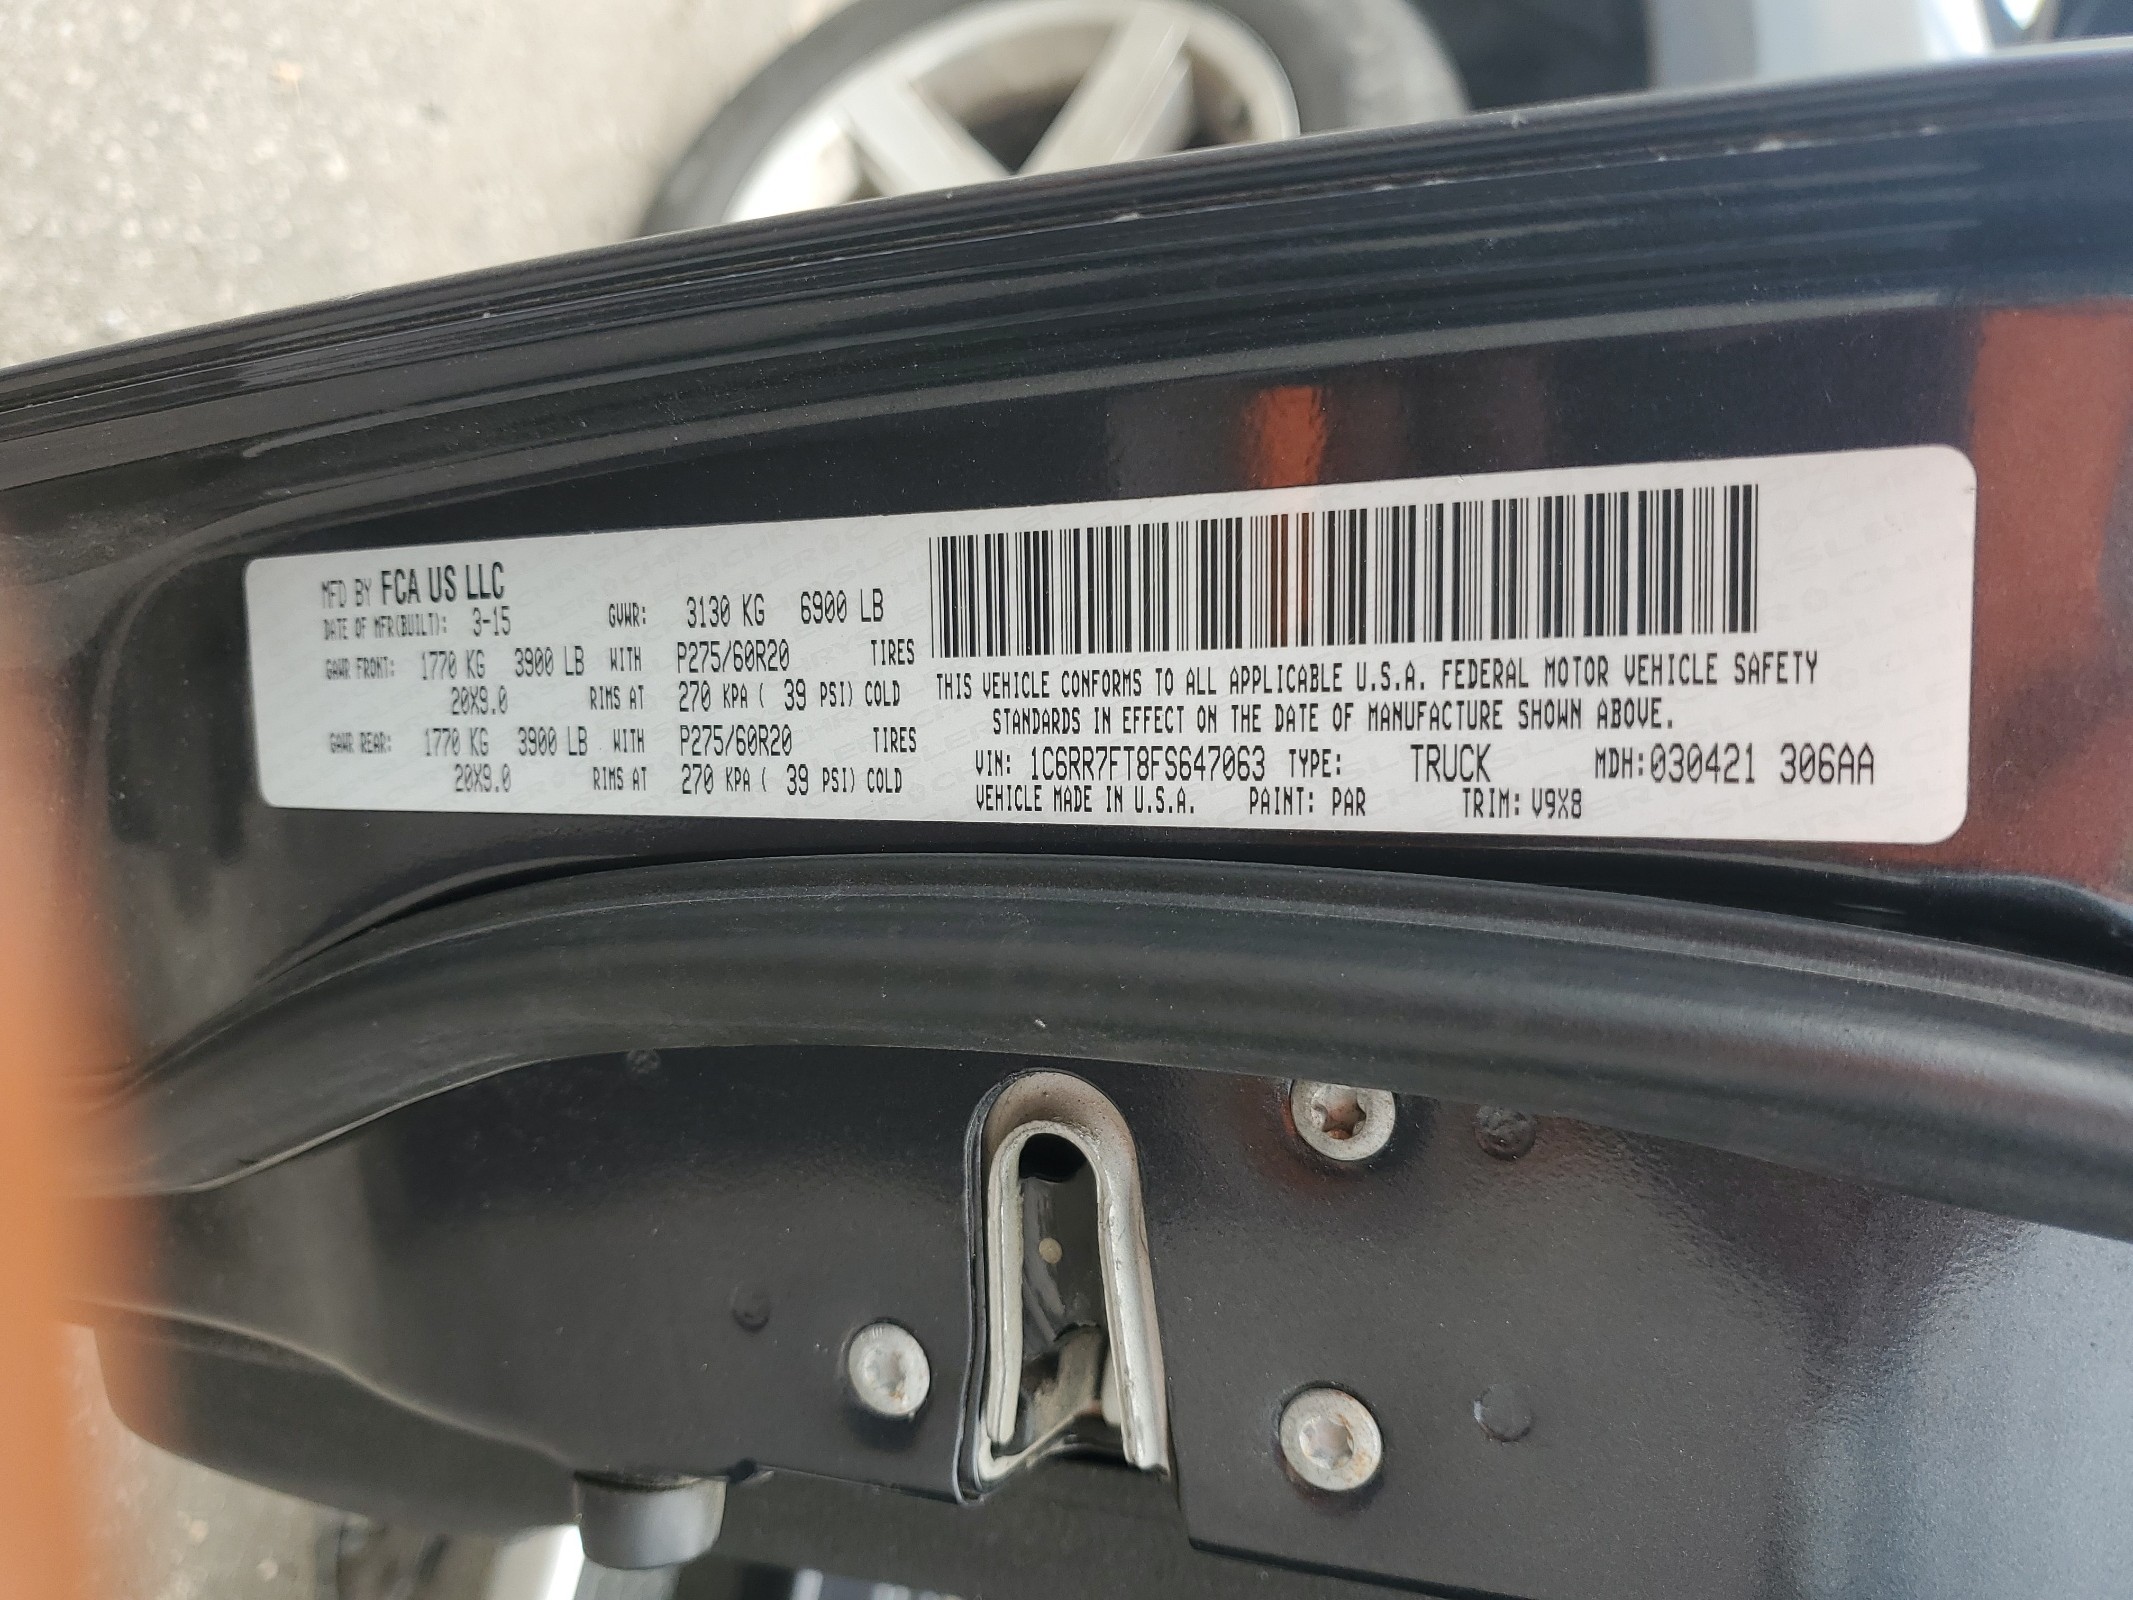 MFD BY FCA US LLC
DATE OF MFR(BUILT): 3-15 GVWR: 3130 KG 6900 LB
GAWR FRONT: 1770 KG 3900 LB WITH P275/60R20 TIRES
20X9.0 RIMS AT 270 KPA ( 39 PSI) COLD
GAWR REAR: 1770 KG 3900 LB WITH P275/60R20 TIRES
20X9.0 RIMS AT 270 KPA ( 39 PSI) COLD
THIS VEHICLE CONFORMS TO ALL APPLICABLE U.S.A. FEDERAL MOTOR VEHICLE SAFETY
STANDARDS IN EFFECT ON THE DATE OF MANUFACTURE SHOWN ABOVE.
VIN: 1C6RR7FT8FS647063 TYPE: TRUCK MDH:030421 306AA
VEHICLE MADE IN U.S.A. PAINT: PAR TRIM: V9X8